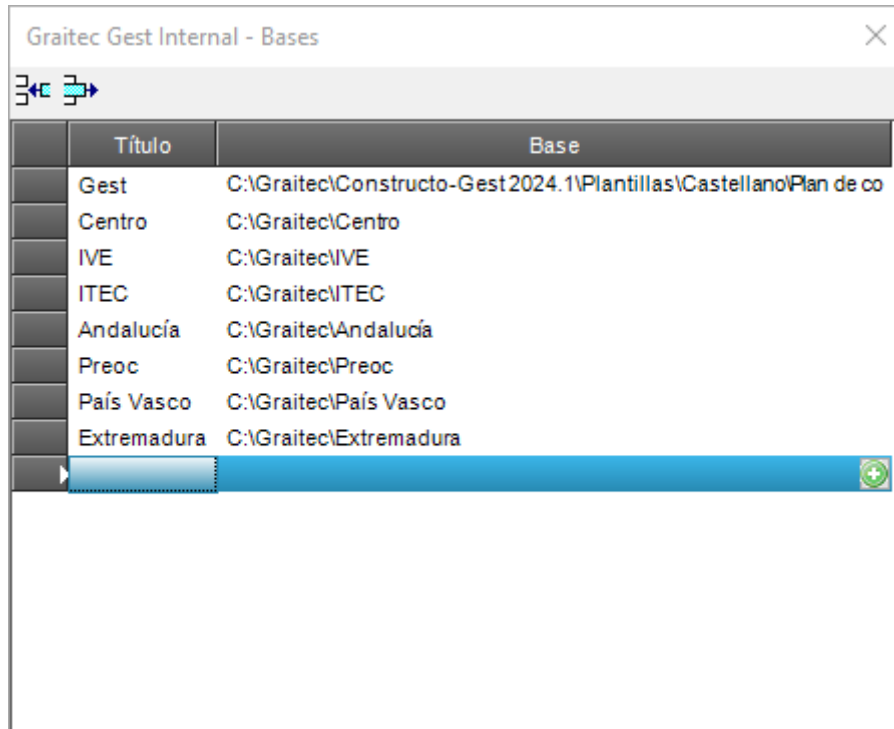 Graitec Gest Internal - Bases
Título Base
Gest C:\Graitec\Constructo-Gest2024.1\Plantillas\Castellano\Plan de co
Centro C:\Graitec\Centro
IVE C:\Graitec\IVE
ITEC C:\Graitec\ITEC
Andalucía C:\Graitec\Andalucía
Preoc C:\Graitec\Preoc
País Vasco C:\Graitec\País Vasco
Extremadura C:\Graitec\Extremadura